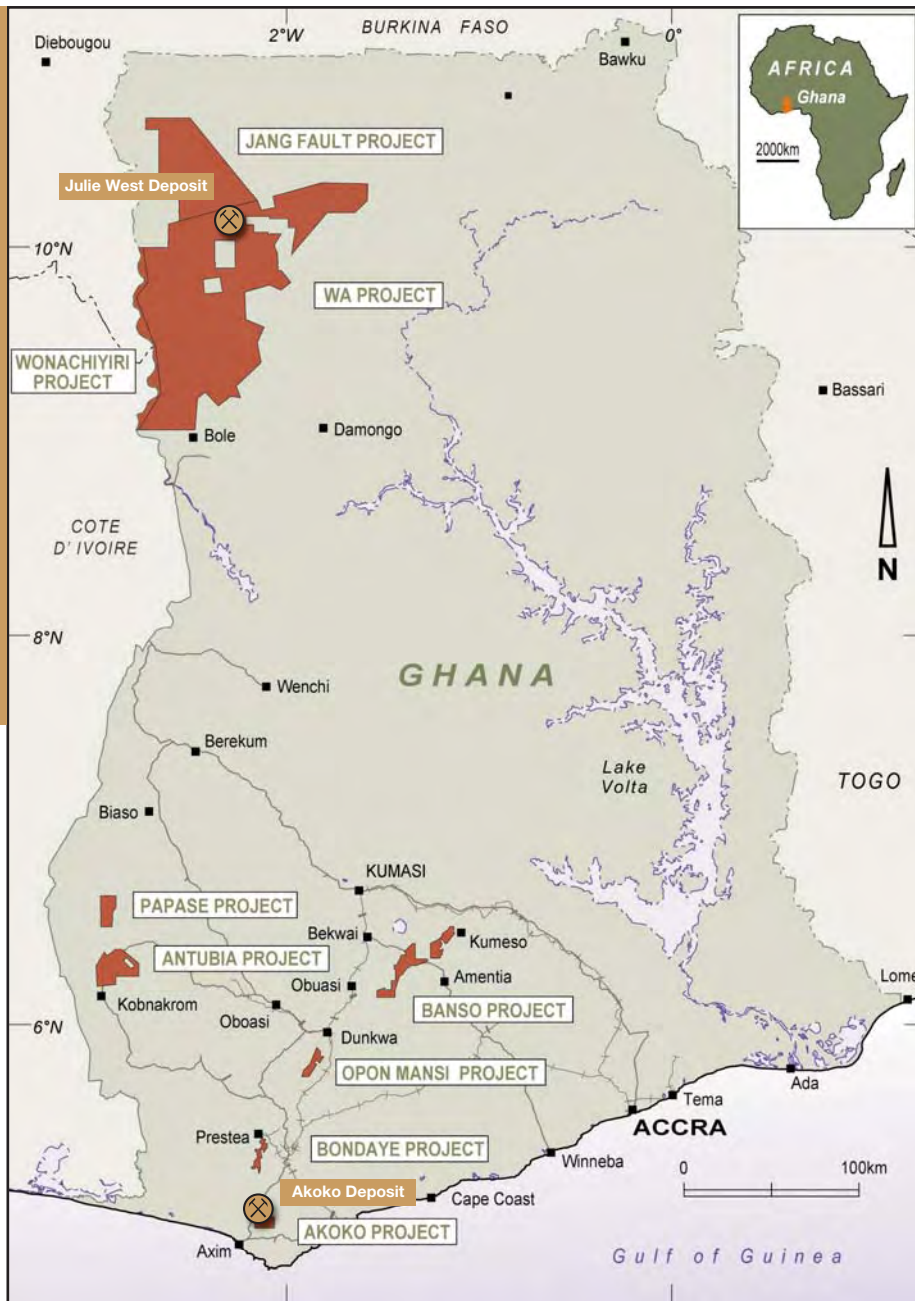 Diebougou
2°W
BURKINA FASO
0°
Bawku
AFRICA
Ghana
2000km
JANG FAULT PROJECT
Julie West Deposit
10°N
WA PROJECT
WONACHIYIRI
PROJECT
Bassari
Bole
Damongo
COTE
D' IVOIRE
N
8°N
GHANA
Wenchi
Berekum
Lake
Volta
TOGO
Biaso
KUMASI
PAPASE PROJECT
Bekwai
Kumeso
ANTUBIA PROJECT
Obuasi
Amentia
Kobnakrom
Oboasi
BANSO PROJECT
Lome
6°N
Dunkwa
OPON MANSI PROJECT
Ada
Tema
ACCRA
Prestea
BONDAYE PROJECT
Winneba
0
100km
Akoko Deposit
Cape Coast
AKOKO PROJECT
Axim
Gulf of Guinea